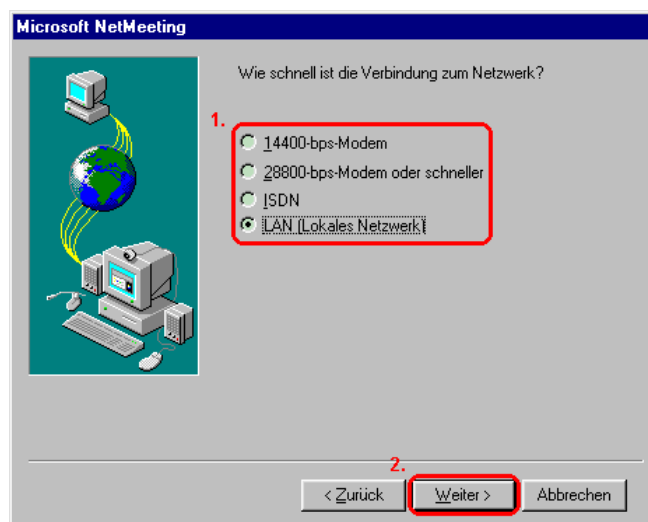 Microsoft NetMeeting
Wie schnell ist die Verbindung zum Netzwerk?
1.
14400-bps-Modem
28800-bps-Modem oder schneller
ISDN
LAN (Lokales Netzwerk)
2.
< Zurück Weiter > Abbrechen